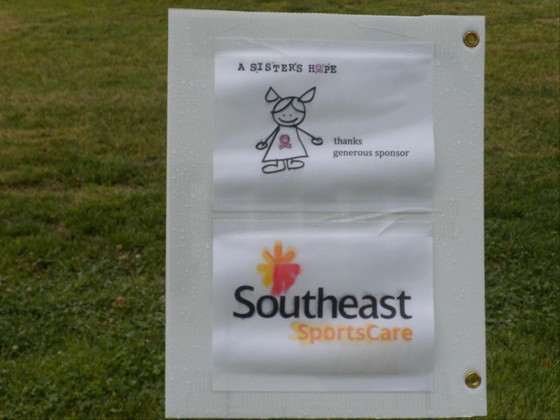 A SISTER'S HOPE
thanks
generous sponsor
Southeast
SportsCare